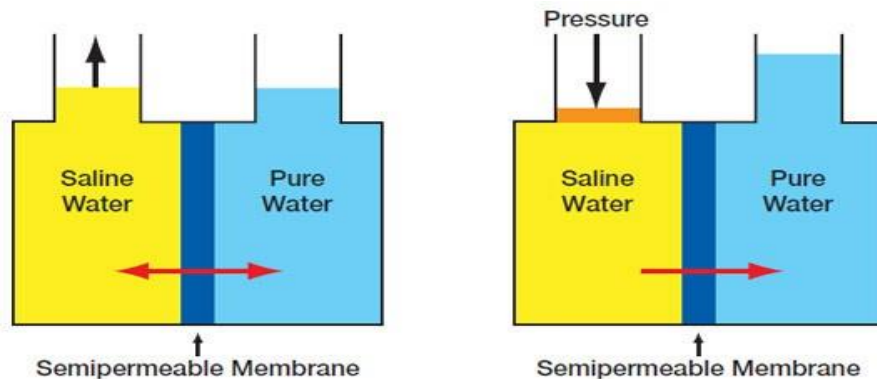 Pressure
Saline
Water
Pure
Water
Semipermeable Membrane
Saline
Water
Pure
Water
Semipermeable Membrane